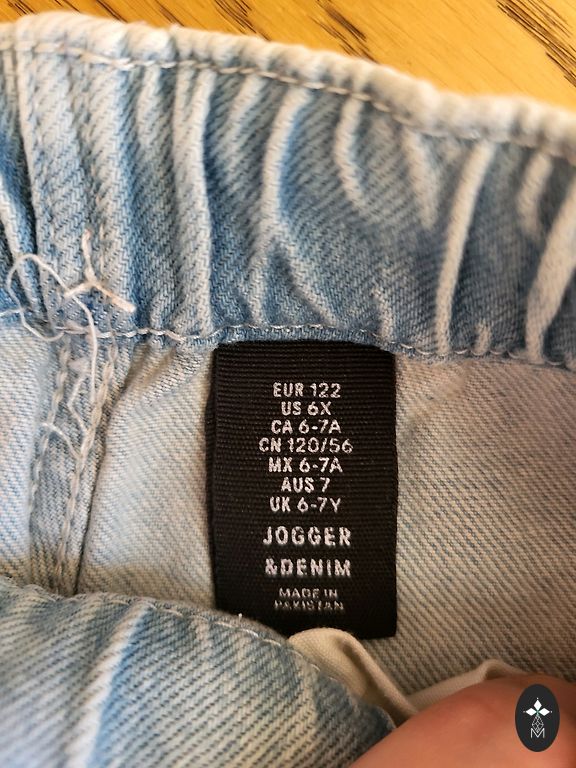 EUR 122
US 6X
CA 6-7A
CN 120/56
MX 6-7A
AUS 7
UK 6-7Y
JOGGER
&DENIM
MADE IN
PAKISTAN
M